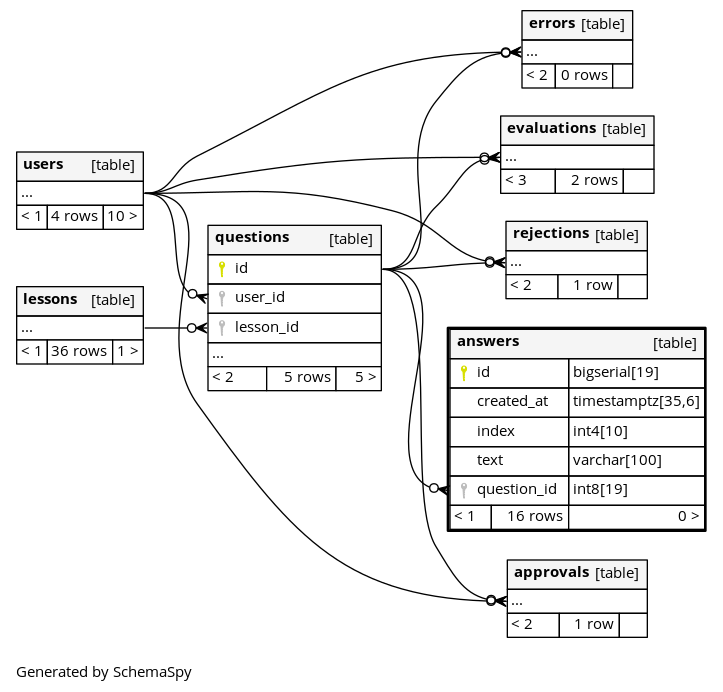 errors [table]
...
< 2 0 rows
evaluations [table]
...
< 3 2 rows
users [table]
...
< 1 4 rows 10 >
rejections [table]
...
< 2 1 row
questions [table]
id
user_id
lesson_id
...
< 2 5 rows 5 >
lessons [table]
...
< 1 36 rows 1 >
answers [table]
id bigserial[19]
created_at timestamptz[35,6]
index int4[10]
text varchar[100]
question_id int8[19]
< 1 16 rows 0 >
approvals [table]
...
< 2 1 row
Generated by SchemaSpy